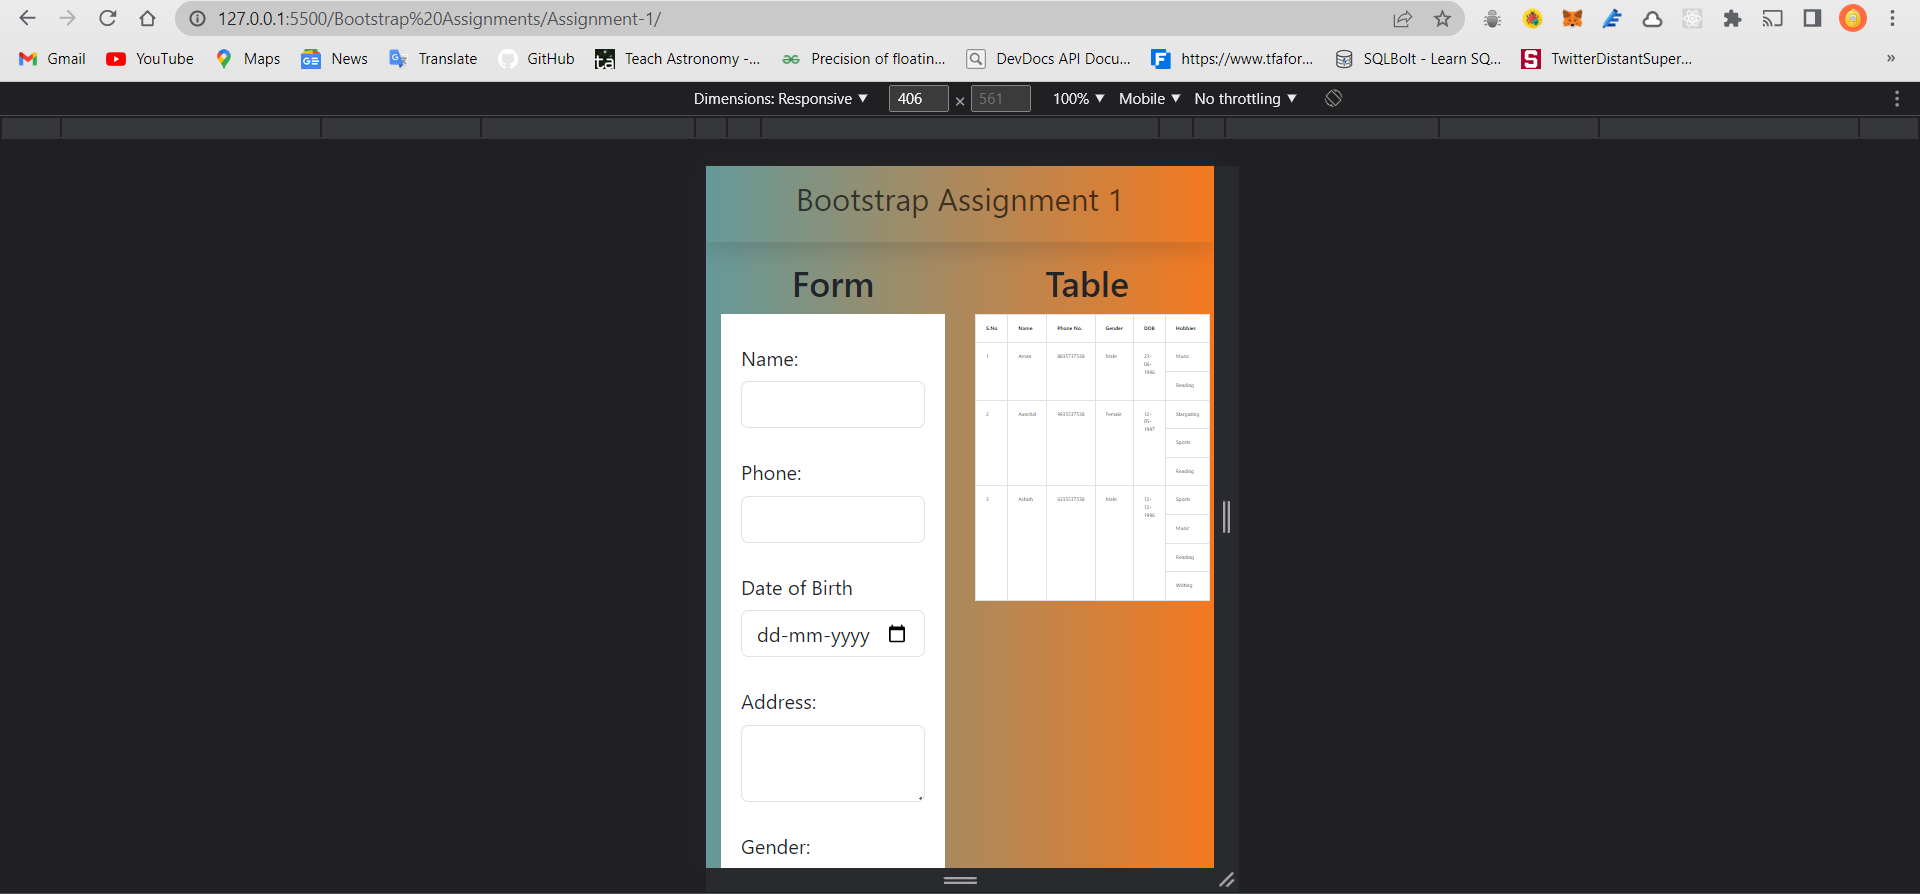 127.0.0.1:5500/Bootstrap%20Assignments/Assignment-1/
Gmail YouTube Maps News Translate GitHub Teach Astronomy -... Precision of floatin... DevDocs API Docu... https://www.tfafor... SQLBolt - Learn SQ... TwitterDistantSuper... »
Dimensions: Responsive ▼ 406 × 561 100% ▼ Mobile ▼ No throttling ▼
Bootstrap Assignment 1
Form
Name:
Phone:
Date of Birth
dd-mm-yyyy
Address:
Gender:
Table
S.No Name Phone No. Gender DOB Hobbies
1 Male 23-06-1996 Music
Reading
2 Aanchal Female 12-05-1997 Stargazing
Sports
Reading
3 Ashish Male 12-12-1996 Sports
Music
Reading
Writing